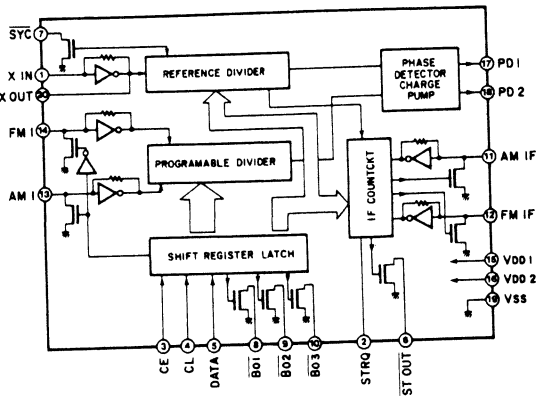 SYC
7
X IN
1
X OUT
20
FM I
14
AM I
13
REFERENCE DIVIDER
PROGRAMABLE DIVIDER
SHIFT REGISTER LATCH
PHASE
DETECTOR
CHARGE
PUMP
IF COUNTCKT
17
PD 1
18
PD 2
11
AM IF
12
FM IF
15
VDD 1
16
VDD 2
19
VSS
3
4
5
8
9
10
2
6
CE
CL
DATA
BO1
BO2
BO3
STRQ
ST OUT